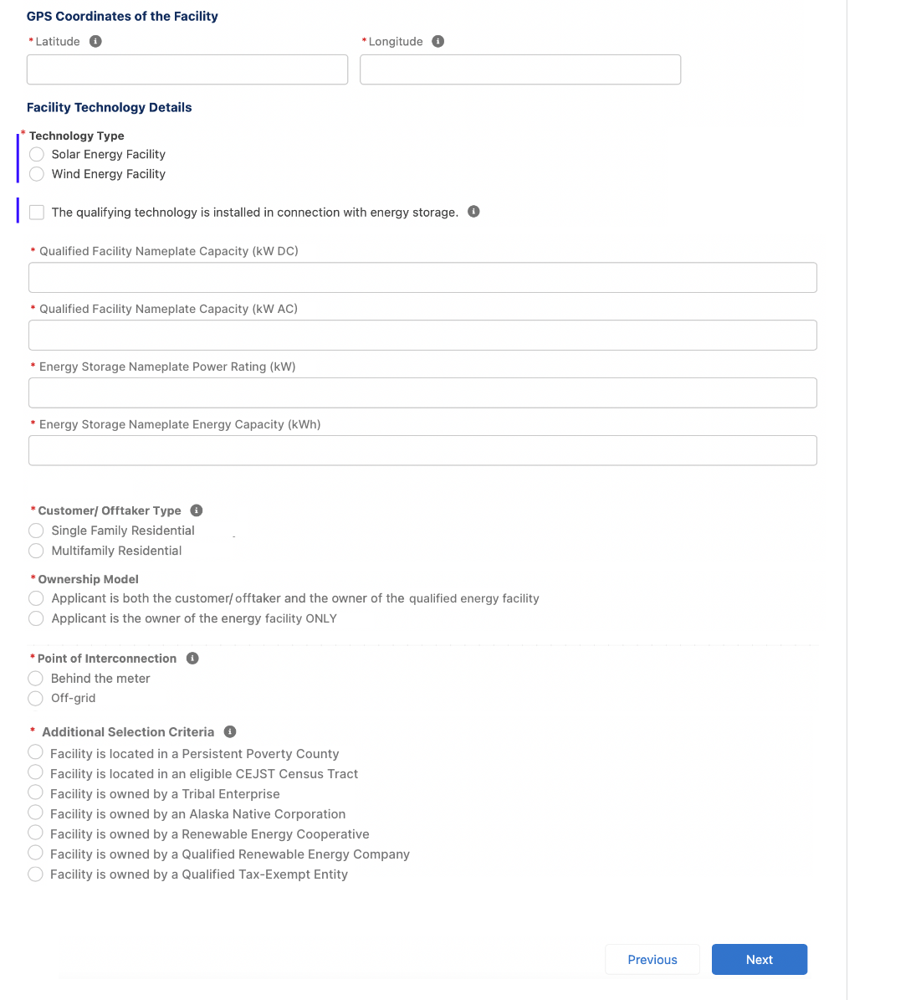 GPS Coordinates of the Facility
* Latitude
* Longitude
Facility Technology Details
* Technology Type
Solar Energy Facility
Wind Energy Facility
The qualifying technology is installed in connection with energy storage.
* Qualified Facility Nameplate Capacity (kW DC)
* Qualified Facility Nameplate Capacity (kW AC)
* Energy Storage Nameplate Power Rating (kW)
* Energy Storage Nameplate Energy Capacity (kWh)
* Customer/ Offtaker Type
Single Family Residential
Multifamily Residential
* Ownership Model
Applicant is both the customer/ offtaker and the owner of the qualified energy facility
Applicant is the owner of the energy facility ONLY
* Point of Interconnection
Behind the meter
Off-grid
* Additional Selection Criteria
Facility is located in a Persistent Poverty County
Facility is located in an eligible CEJST Census Tract
Facility is owned by a Tribal Enterprise
Facility is owned by an Alaska Native Corporation
Facility is owned by a Renewable Energy Cooperative
Facility is owned by a Qualified Renewable Energy Company
Facility is owned by a Qualified Tax-Exempt Entity
Previous
Next